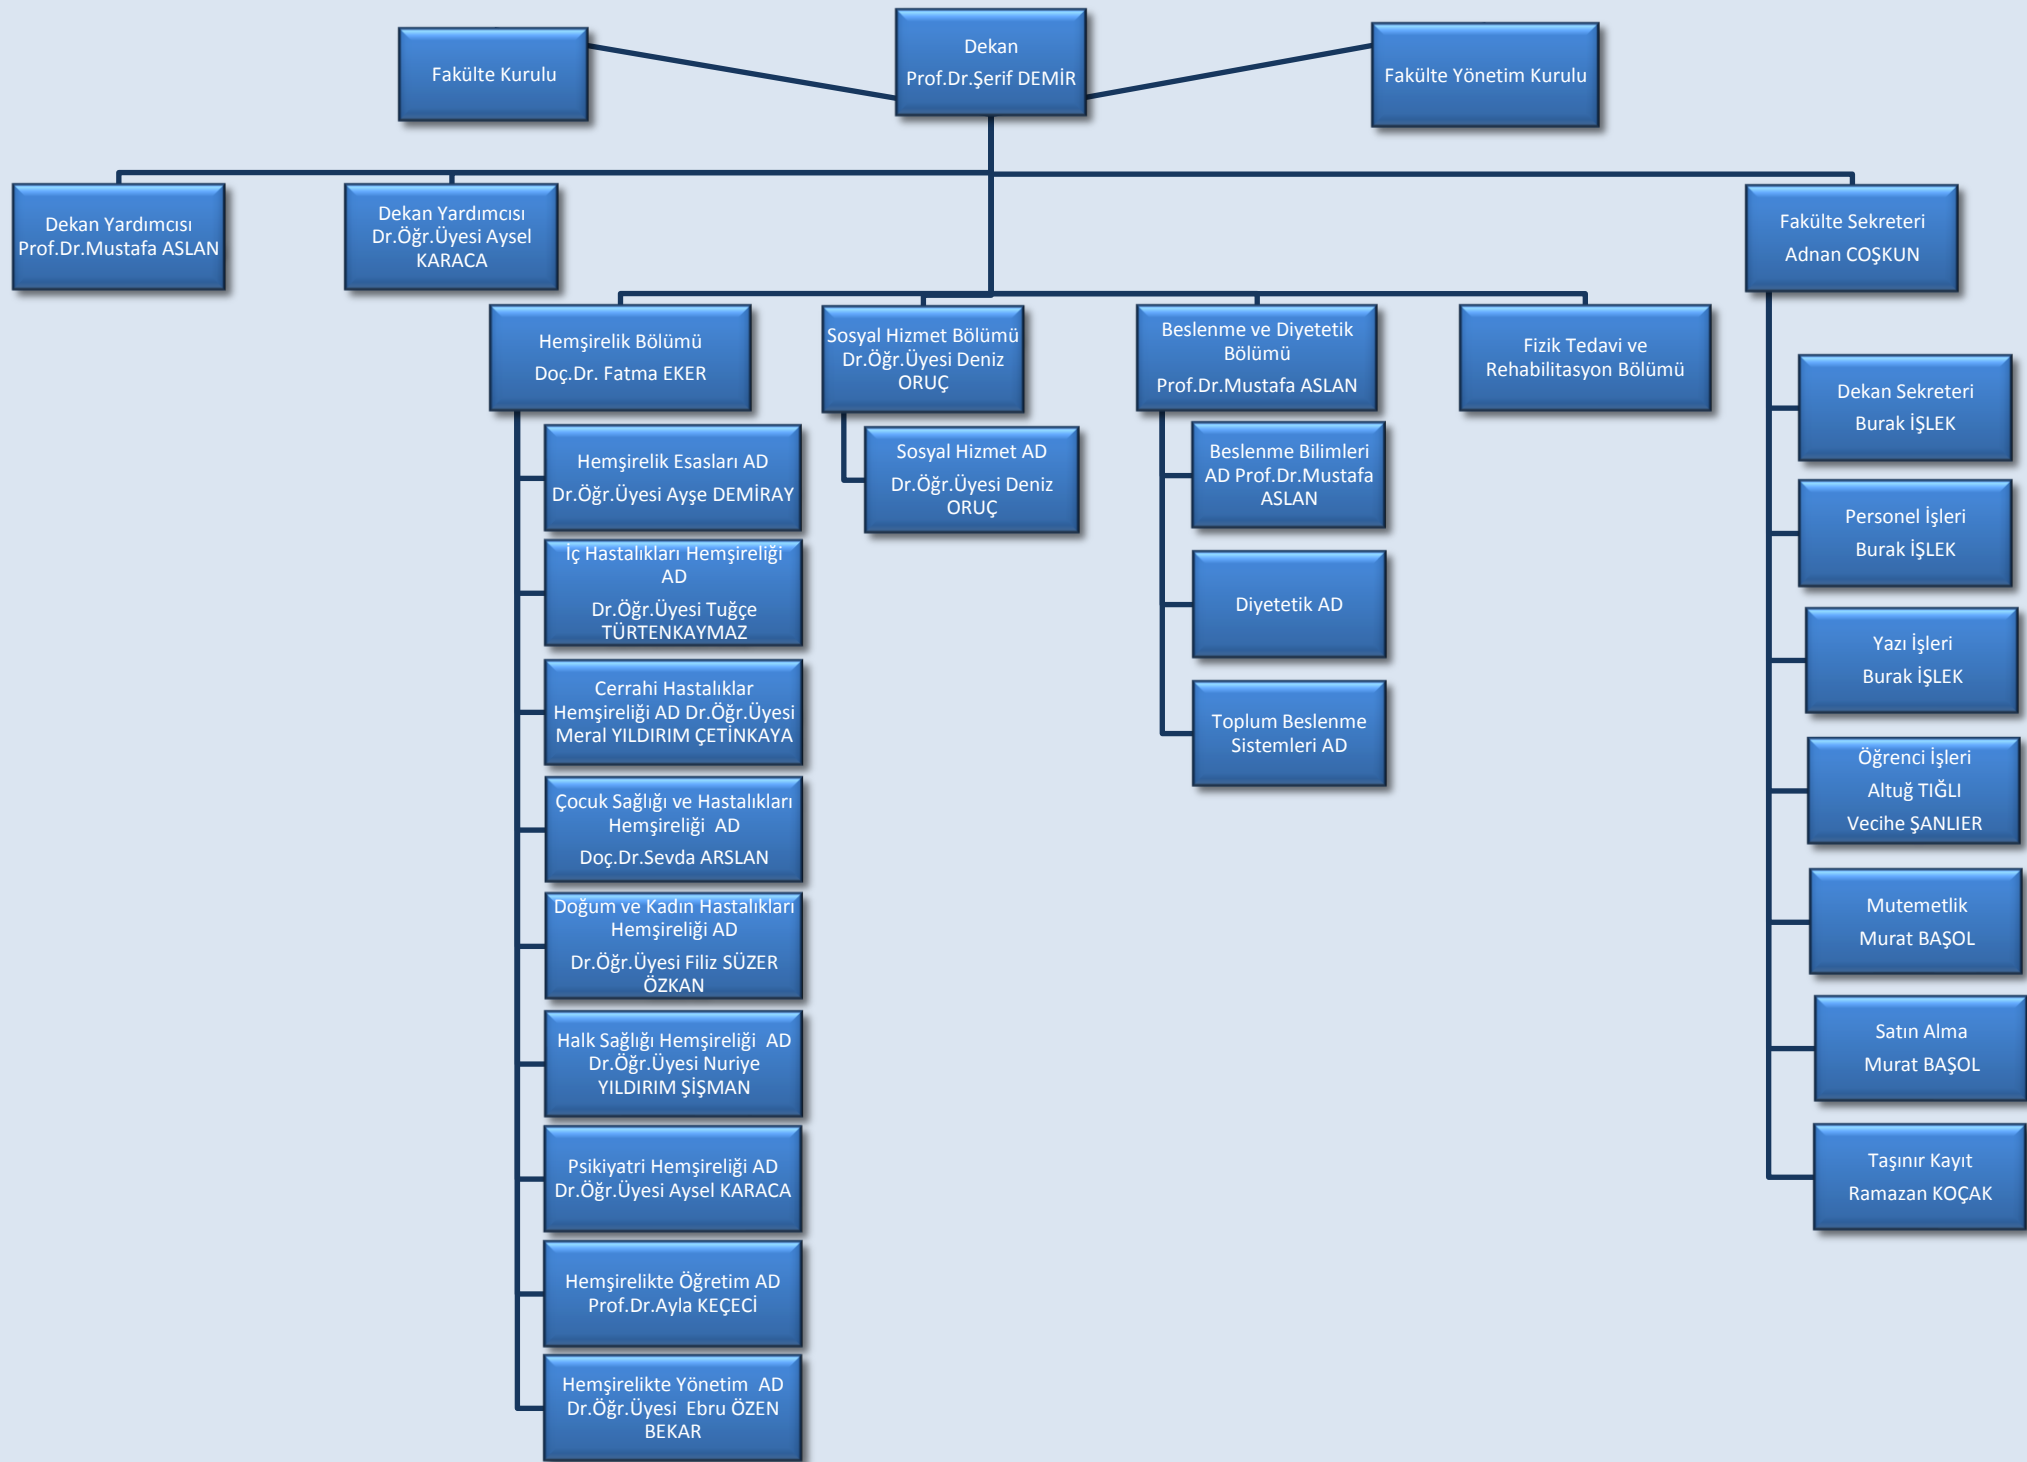 Fakülte Kurulu
Dekan
Prof.Dr.Şerif DEMİR
Fakülte Yönetim Kurulu
Dekan Yardımcısı
Prof.Dr.Mustafa ASLAN
Dekan Yardımcısı
Dr.Öğr.Üyesi Aysel
KARACA
Fakülte Sekreteri
Adnan COŞKUN
Hemşirelik Bölümü
Doç.Dr. Fatma EKER
Sosyal Hizmet Bölümü
Dr.Öğr.Üyesi Deniz
ORUÇ
Beslenme ve Diyetetik
Bölümü
Prof.Dr.Mustafa ASLAN
Fizik Tedavi ve
Rehabilitasyon Bölümü
Hemşirelik Esasları AD
Dr.Öğr.Üyesi Ayşe DEMİRAY
İç Hastalıkları Hemşireliği
AD
Dr.Öğr.Üyesi Tuğçe
TÜRTENKAYMAZ
Cerrahi Hastalıklar
Hemşireliği AD Dr.Öğr.Üyesi
Meral YILDIRIM ÇETİNKAYA
Çocuk Sağlığı ve Hastalıkları
Hemşireliği  AD
Doç.Dr.Sevda ARSLAN
Doğum ve Kadın Hastalıkları
Hemşireliği AD
Dr.Öğr.Üyesi Filiz SÜZER
ÖZKAN
Halk Sağlığı Hemşireliği  AD
Dr.Öğr.Üyesi Nuriye
YILDIRIM ŞİŞMAN
Psikiyatri Hemşireliği AD
Dr.Öğr.Üyesi Aysel KARACA
Hemşirelikte Öğretim AD
Prof.Dr.Ayla KEÇECİ
Hemşirelikte Yönetim  AD
Dr.Öğr.Üyesi  Ebru ÖZEN
BEKAR
Sosyal Hizmet AD
Dr.Öğr.Üyesi Deniz
ORUÇ
Beslenme Bilimleri
AD Prof.Dr.Mustafa
ASLAN
Diyetetik AD
Toplum Beslenme
Sistemleri AD
Dekan Sekreteri
Burak İŞLEK
Personel İşleri
Burak İŞLEK
Yazı İşleri
Burak İŞLEK
Öğrenci İşleri
Altuğ TIĞLI
Vecihe ŞANLIER
Mutemetlik
Murat BAŞOL
Satın Alma
Murat BAŞOL
Taşınır Kayıt
Ramazan KOÇAK